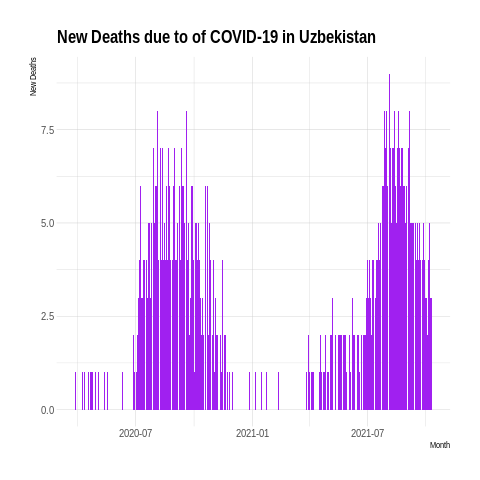 New Deaths due to of COVID-19 in Uzbekistan
New Deaths
7.5
5.0
2.5
0.0
2020-07 2021-01 2021-07
Month